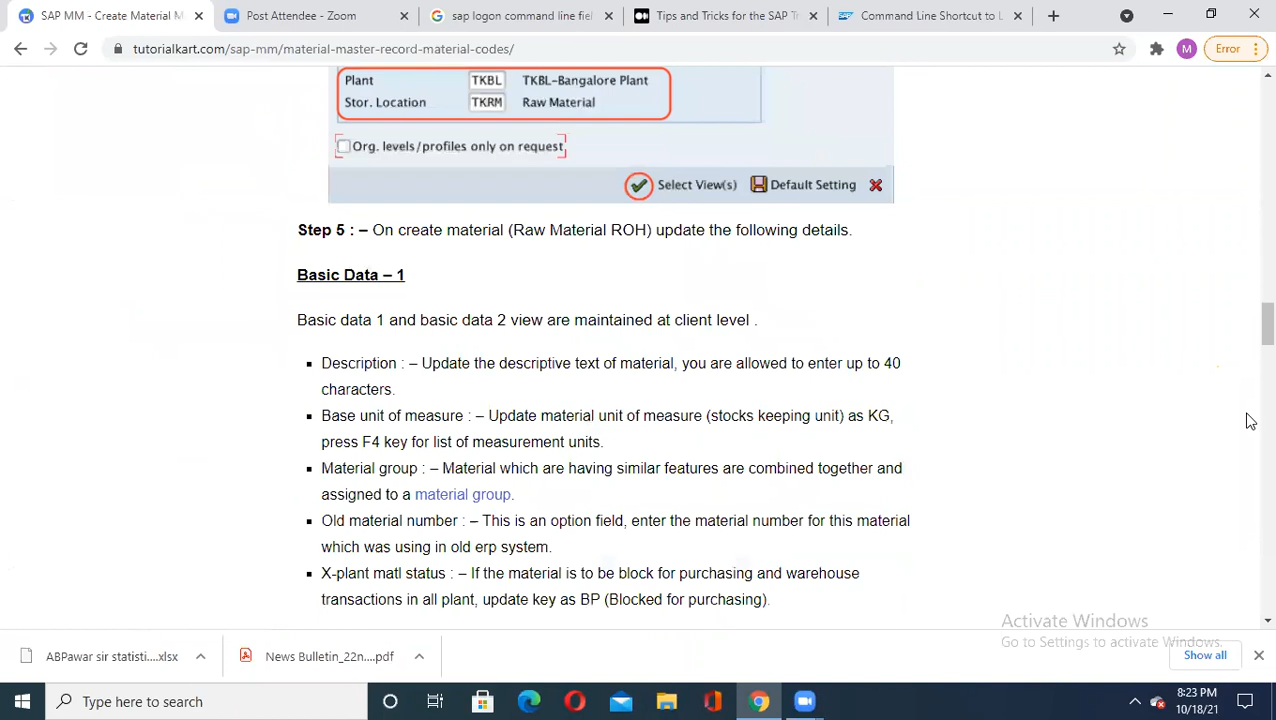 SAP MM - Create Material M
Post Attendee - Zoom
sap logon command line fiel
Tips and Tricks for the SAP Tr
Command Line Shortcut to L
tutorialkart.com/sap-mm/material-master-record-material-codes/
M
Error
Plant TKBL TKBL-Bangalore Plant
Stor. Location TKRM Raw Material
Org. levels/profiles only on request
Select View(s) Default Setting
Step 5 : – On create material (Raw Material ROH) update the following details.
Basic Data – 1
Basic data 1 and basic data 2 view are maintained at client level .
Description : – Update the descriptive text of material, you are allowed to enter up to 40
characters.
Base unit of measure : – Update material unit of measure (stocks keeping unit) as KG,
press F4 key for list of measurement units.
Material group : – Material which are having similar features are combined together and
assigned to a material group.
Old material number : – This is an option field, enter the material number for this material
which was using in old erp system.
X-plant matl status : – If the material is to be block for purchasing and warehouse
transactions in all plant, update key as BP (Blocked for purchasing).
Activate Windows
Go to Settings to activate Windows.
ABPawar sir statisti....xlsx
News Bulletin_22n....pdf
Show all
Type here to search
8:23 PM
10/18/21